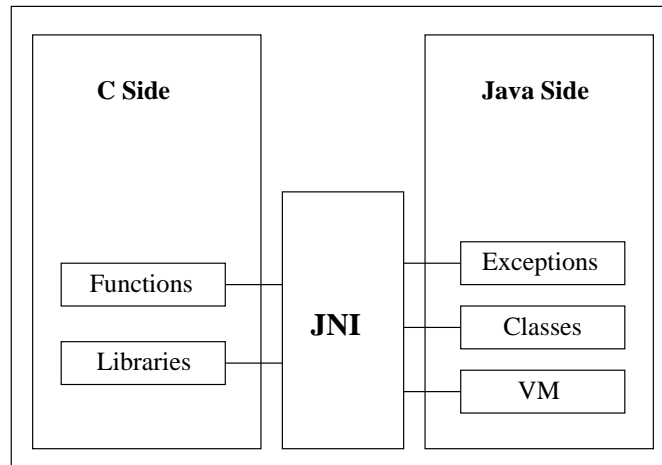 C Side
Java Side
Functions
Libraries
JNI
Exceptions
Classes
VM